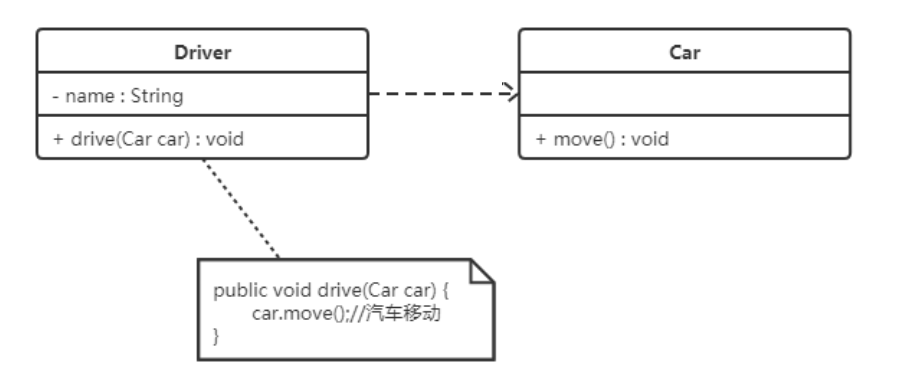 Driver
- name : String
+ drive(Car car) : void
Car
+ move() : void
public void drive(Car car) {
car.move();//汽车移动
}